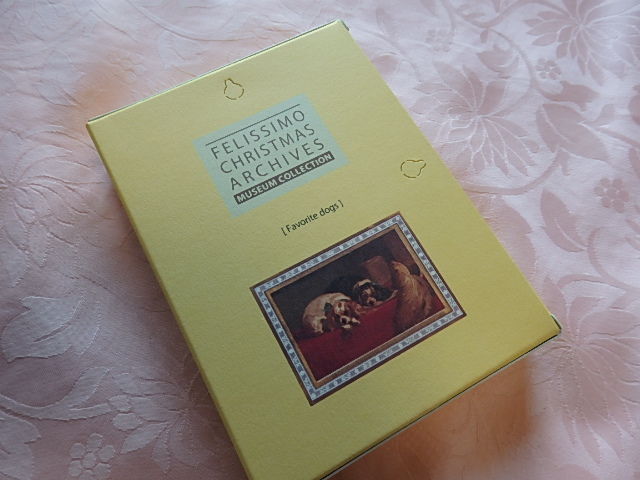 FELISSIMO
CHRISTMAS
ARCHIVES
MUSEUM COLLECTION
[ Favorite dogs ]